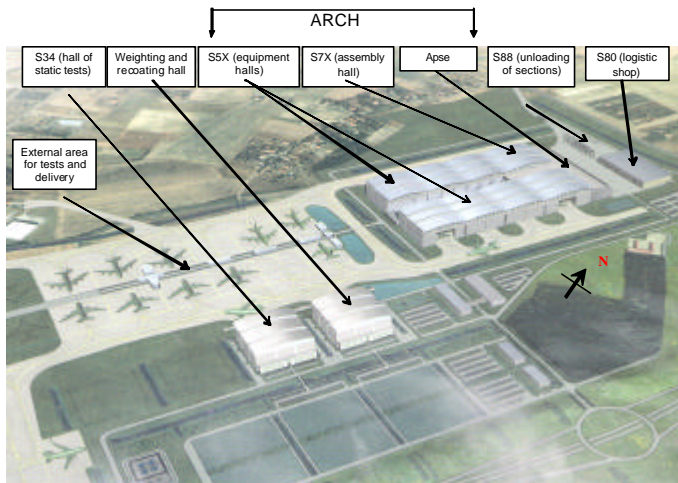 ARCH
S34 (hall of
static tests)
Weighting and
recoating hall
S5X (equipment
halls)
S7X (assembly
hall)
Apse
S88 (unloading
of sections)
S80 (logistic
shop)
External area
for tests and
delivery
N